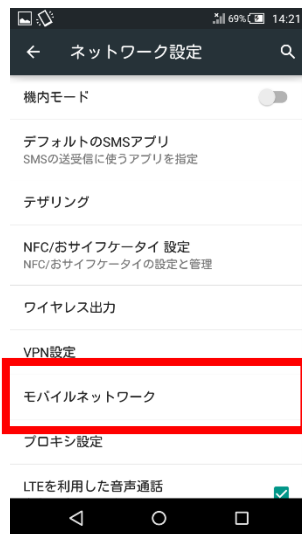 69% 14:21
ネットワーク設定
機内モード
デフォルトのSMSアプリ
SMSの送受信に使うアプリを指定
テザリング
NFC/おサイフケータイ 設定
NFC/おサイフケータイの設定と管理
ワイヤレス出力
VPN設定
モバイルネットワーク
プロキシ設定
LTEを利用した音声通話